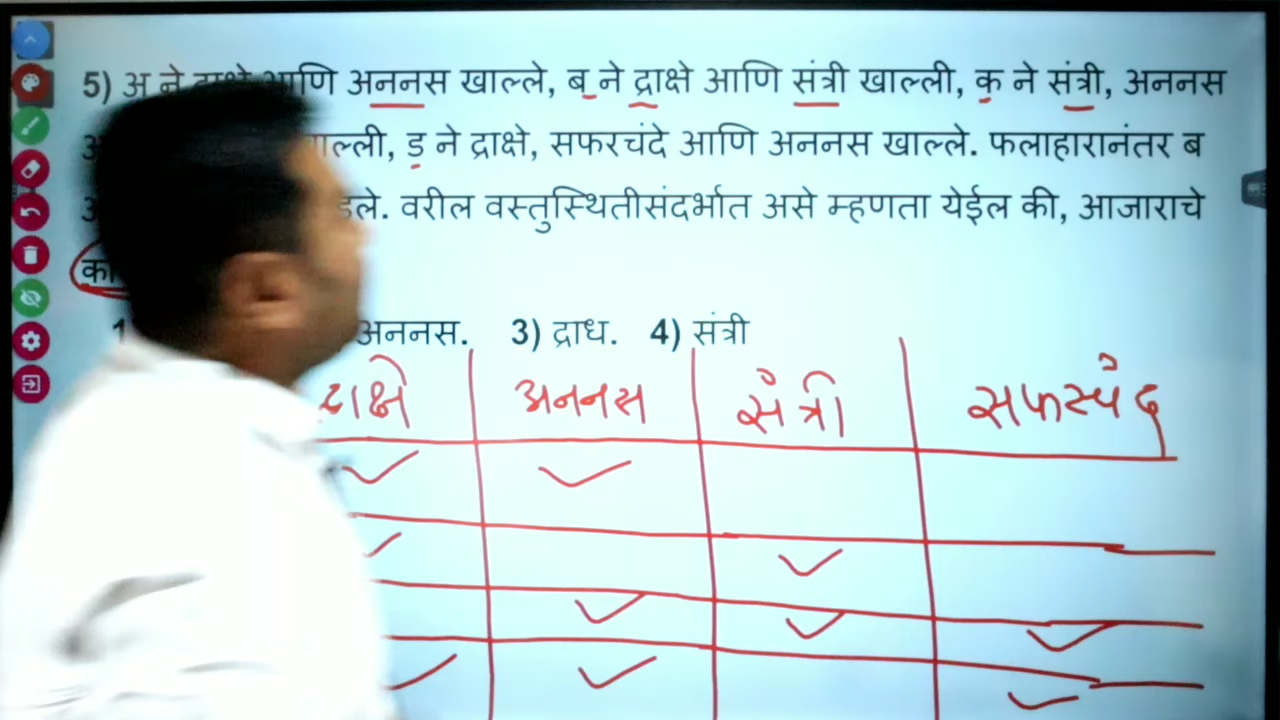 5) अ ने आणि अननस खाल्ले, ब ने द्राक्षे आणि संत्री खाल्ली, क ने संत्री, अननस
ड ने द्राक्षे, सफरचंदे आणि अननस खाल्ले. फलाहारानंतर ब
वरील वस्तुस्थितीसंदर्भात असे म्हणता येईल की, आजाराचे
अननस. 3) द्राध. 4) संत्री
द्राक्षे अननस संत्री सफरचंद